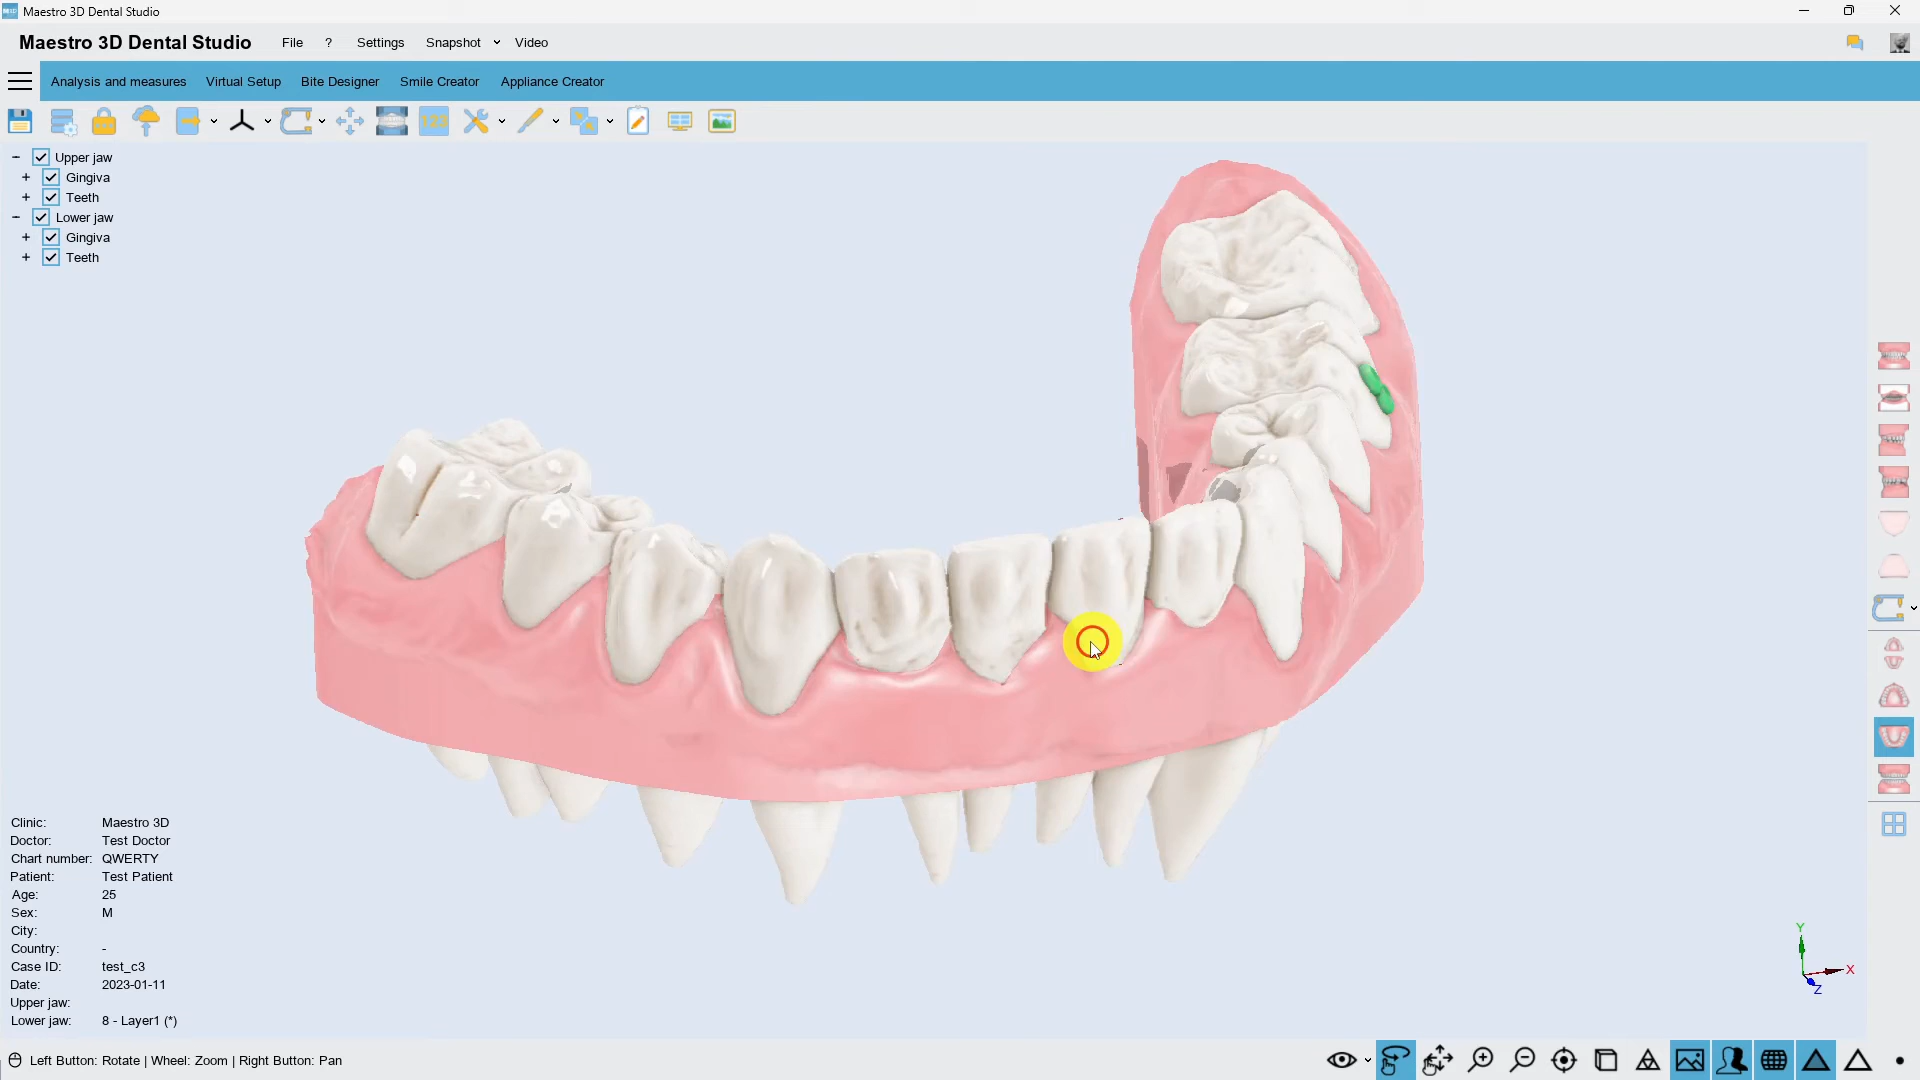 Maestro 3D Dental Studio
Maestro 3D Dental Studio File ? Settings Snapshot Video
Analysis and measures Virtual Setup Bite Designer Smile Creator Appliance Creator
123
Upper jaw
Gingiva
Teeth
Lower jaw
Gingiva
Teeth
Clinic: Maestro 3D
Doctor: Test Doctor
Chart number: QWERTY
Patient: Test Patient
Age: 25
Sex: M
City:
Country: -
Case ID: test_c3
Date: 2023-01-11
Upper jaw:
Lower jaw: 8 - Layer1 (*)
Y
X
Z
Left Button: Rotate | Wheel: Zoom | Right Button: Pan